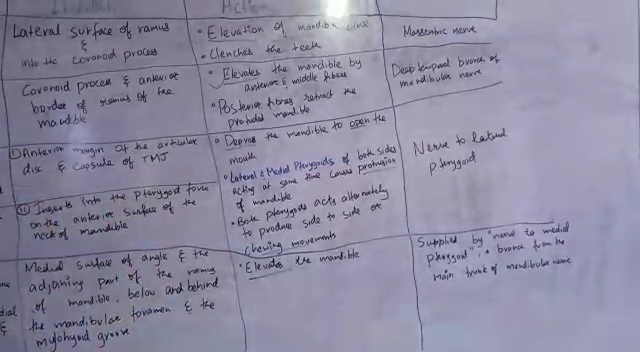 Insertion
Action
Lateral surface of ramus
&
into the coronoid process
• Elevation of mandible
• Clenches the teeth
Massentric nerve
Coronoid process & anterior
border of ramus of the
mandible
• Elevates the mandible by
anterior & middle fibres
• Posterior fibres retract the
protruded mandible
Deep temporal branch of
mandibular nerve
(i) Anterior margin of the articular
disc & capsule of TMJ
(ii) Inserts into the pterygoid fovea
on the anterior surface of the
neck of mandible
• Depress the mandible to open the
mouth
• Lateral & Medial Pterygoids of both sides
acting at same time causes protrusion
of mandible
• Both pterygoids acts alternately
to produce side to side or
chewing movements
Nerve to lateral
pterygoid
Medial surface of angle & the
adjoining part of the ramus
of mandible, below and behind
the mandibular foramen & the
mylohyoid groove
• Elevates the mandible
Supplied by "nerve to medial
pterygoid", a branch from the
main trunk of mandibular nerve